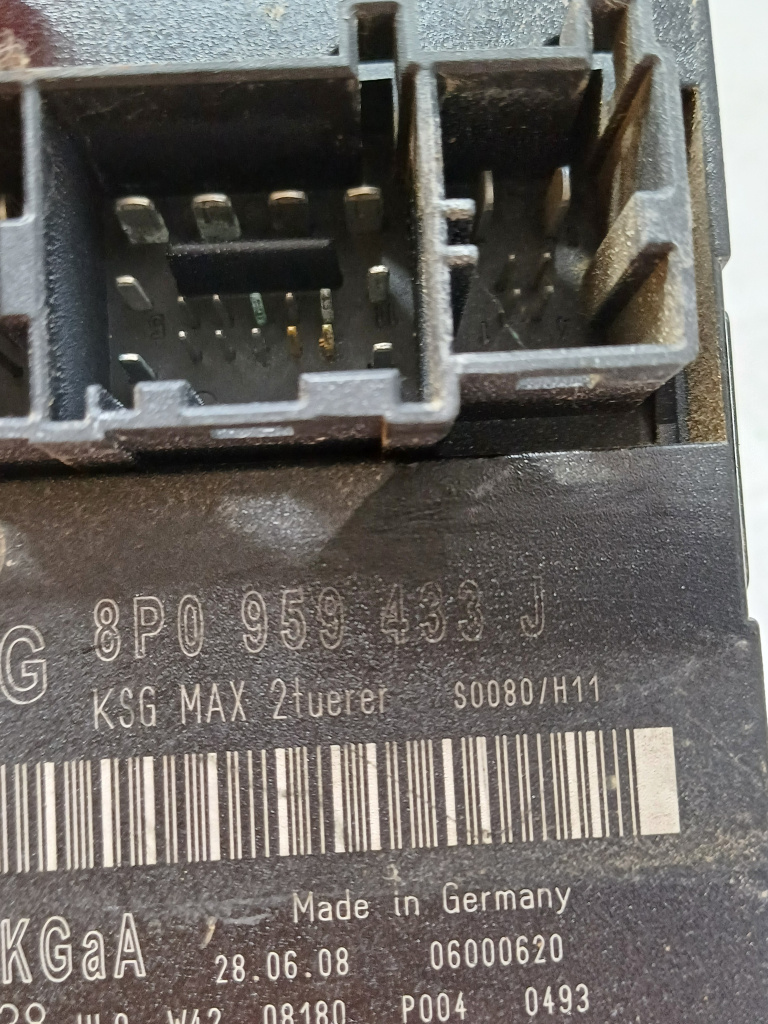 G 8P0 959 433 J
KSG MAX 2tuerer S0080/H11
Made in Germany
KGaA 28.06.08 06000620
W42 08180 P004 0493